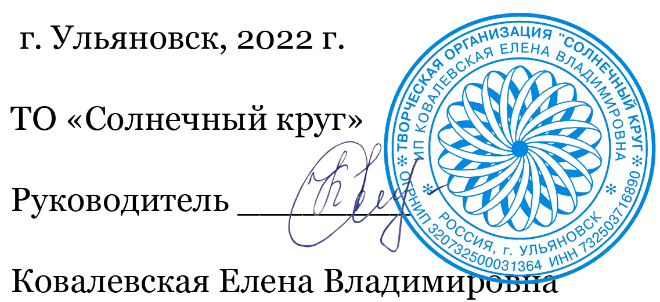 г. Ульяновск, 2022 г.
ТО «Солнечный круг»
Руководитель ___________
Ковалевская Елена Владимировна
ТВОРЧЕСКАЯ ОРГАНИЗАЦИЯ "СОЛНЕЧНЫЙ КРУГ"
ИП КОВАЛЕВСКАЯ ЕЛЕНА ВЛАДИМИРОВНА
РОССИЯ, г. УЛЬЯНОВСК
ОГРНИП 320732500031364 ИНН 732503716890